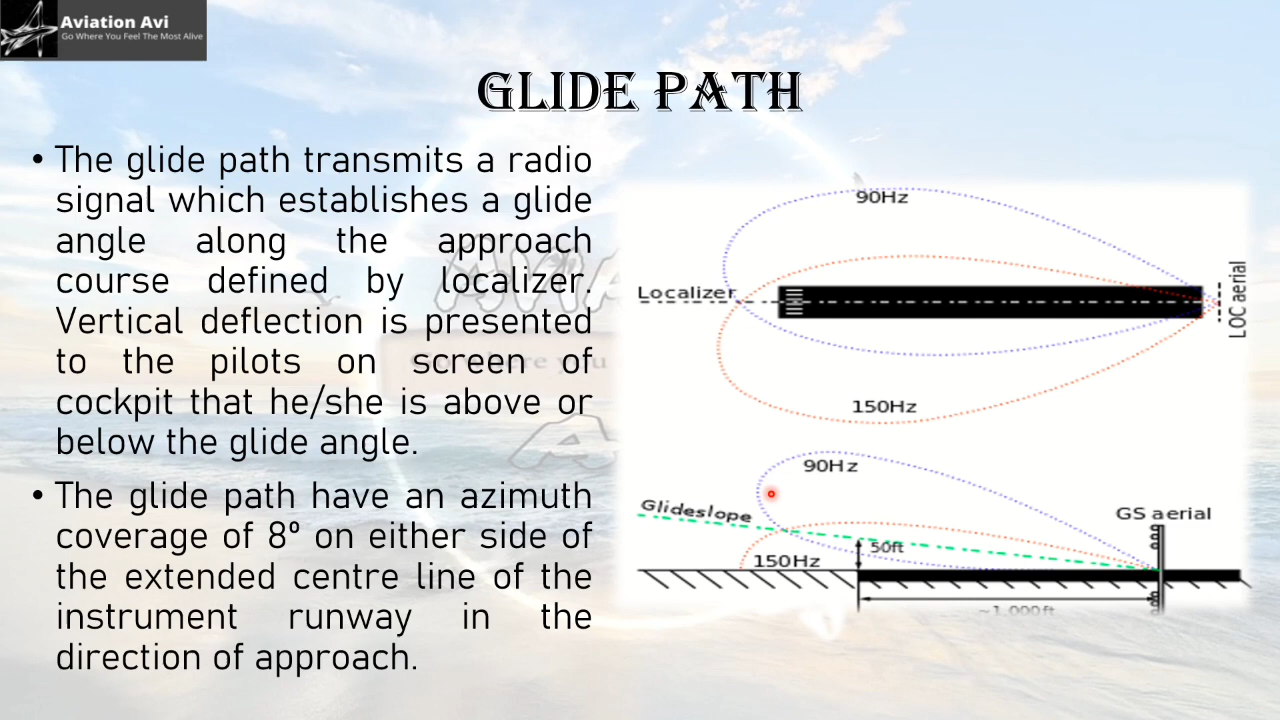 Aviation Avi
Go Where You Feel The Most Alive
GLIDE PATH
• The glide path transmits a radio
signal which establishes a glide
angle along the approach
course defined by localizer.
Vertical deflection is presented
to the pilots on screen of
cockpit that he/she is above or
below the glide angle.
• The glide path have an azimuth
coverage of 8º on either side of
the extended centre line of the
instrument runway in the
direction of approach.
90Hz
Localizer
LOC aerial
150Hz
90Hz
Glideslope
GS aerial
50ft
150Hz
~1,000ft